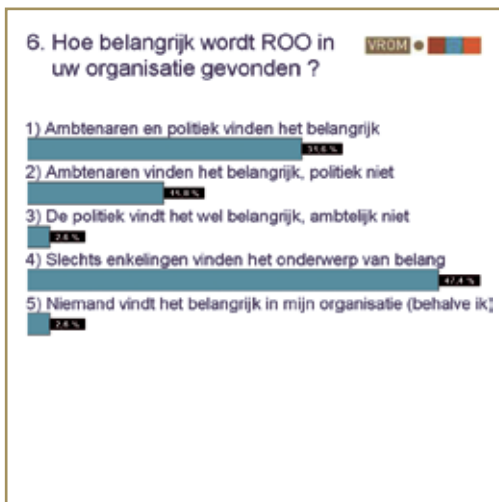 6. Hoe belangrijk wordt ROO in
uw organisatie gevonden ?
VROM
1) Ambtenaren en politiek vinden het belangrijk
31.6 %
2) Ambtenaren vinden het belangrijk, politiek niet
15.8 %
3) De politiek vindt het wel belangrijk, ambtelijk niet
2.6 %
4) Slechts enkelingen vinden het onderwerp van belang
47.4 %
5) Niemand vindt het belangrijk in mijn organisatie (behalve ik)
2.6 %